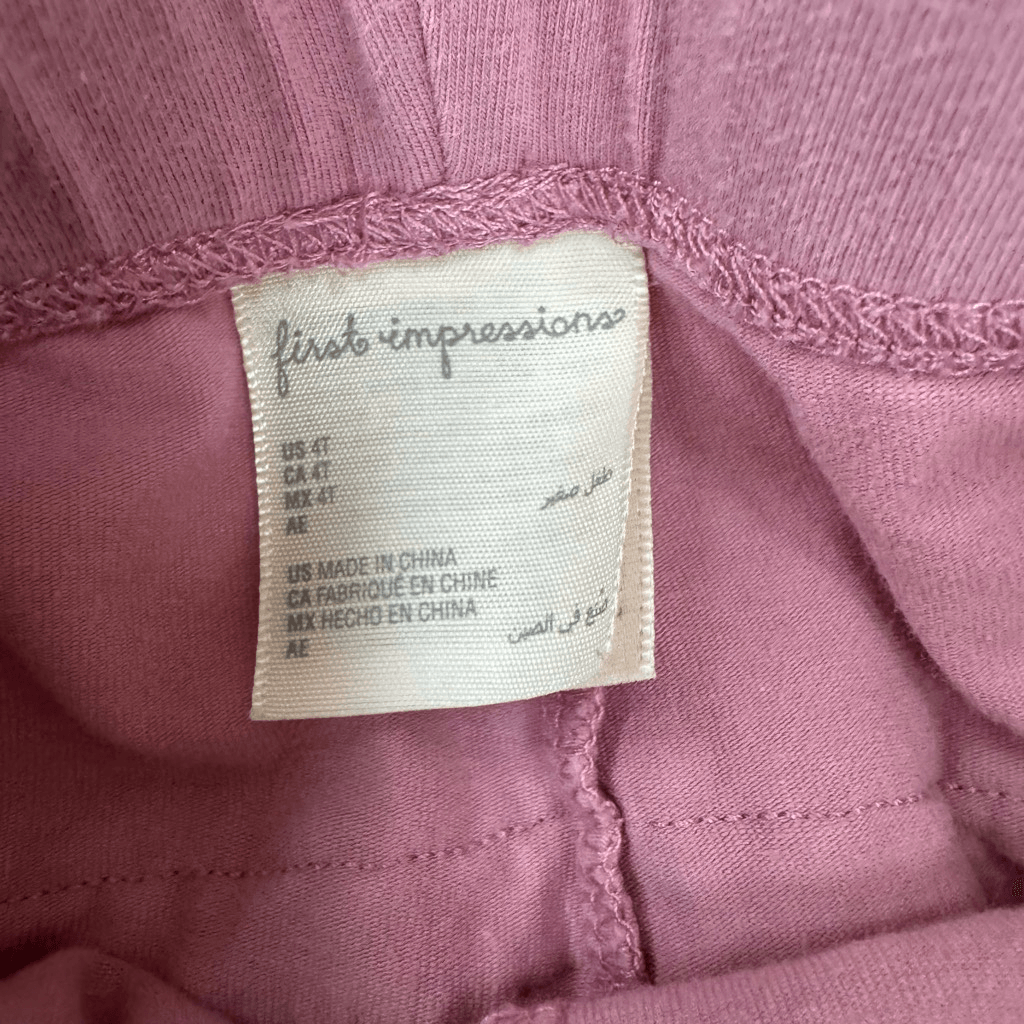 first impressions
US 4T
CA 4T
MX 4T
AE طفل صغير
US MADE IN CHINA
CA FABRIQUÉ EN CHINE
MX HECHO EN CHINA
AE صنع في الصين